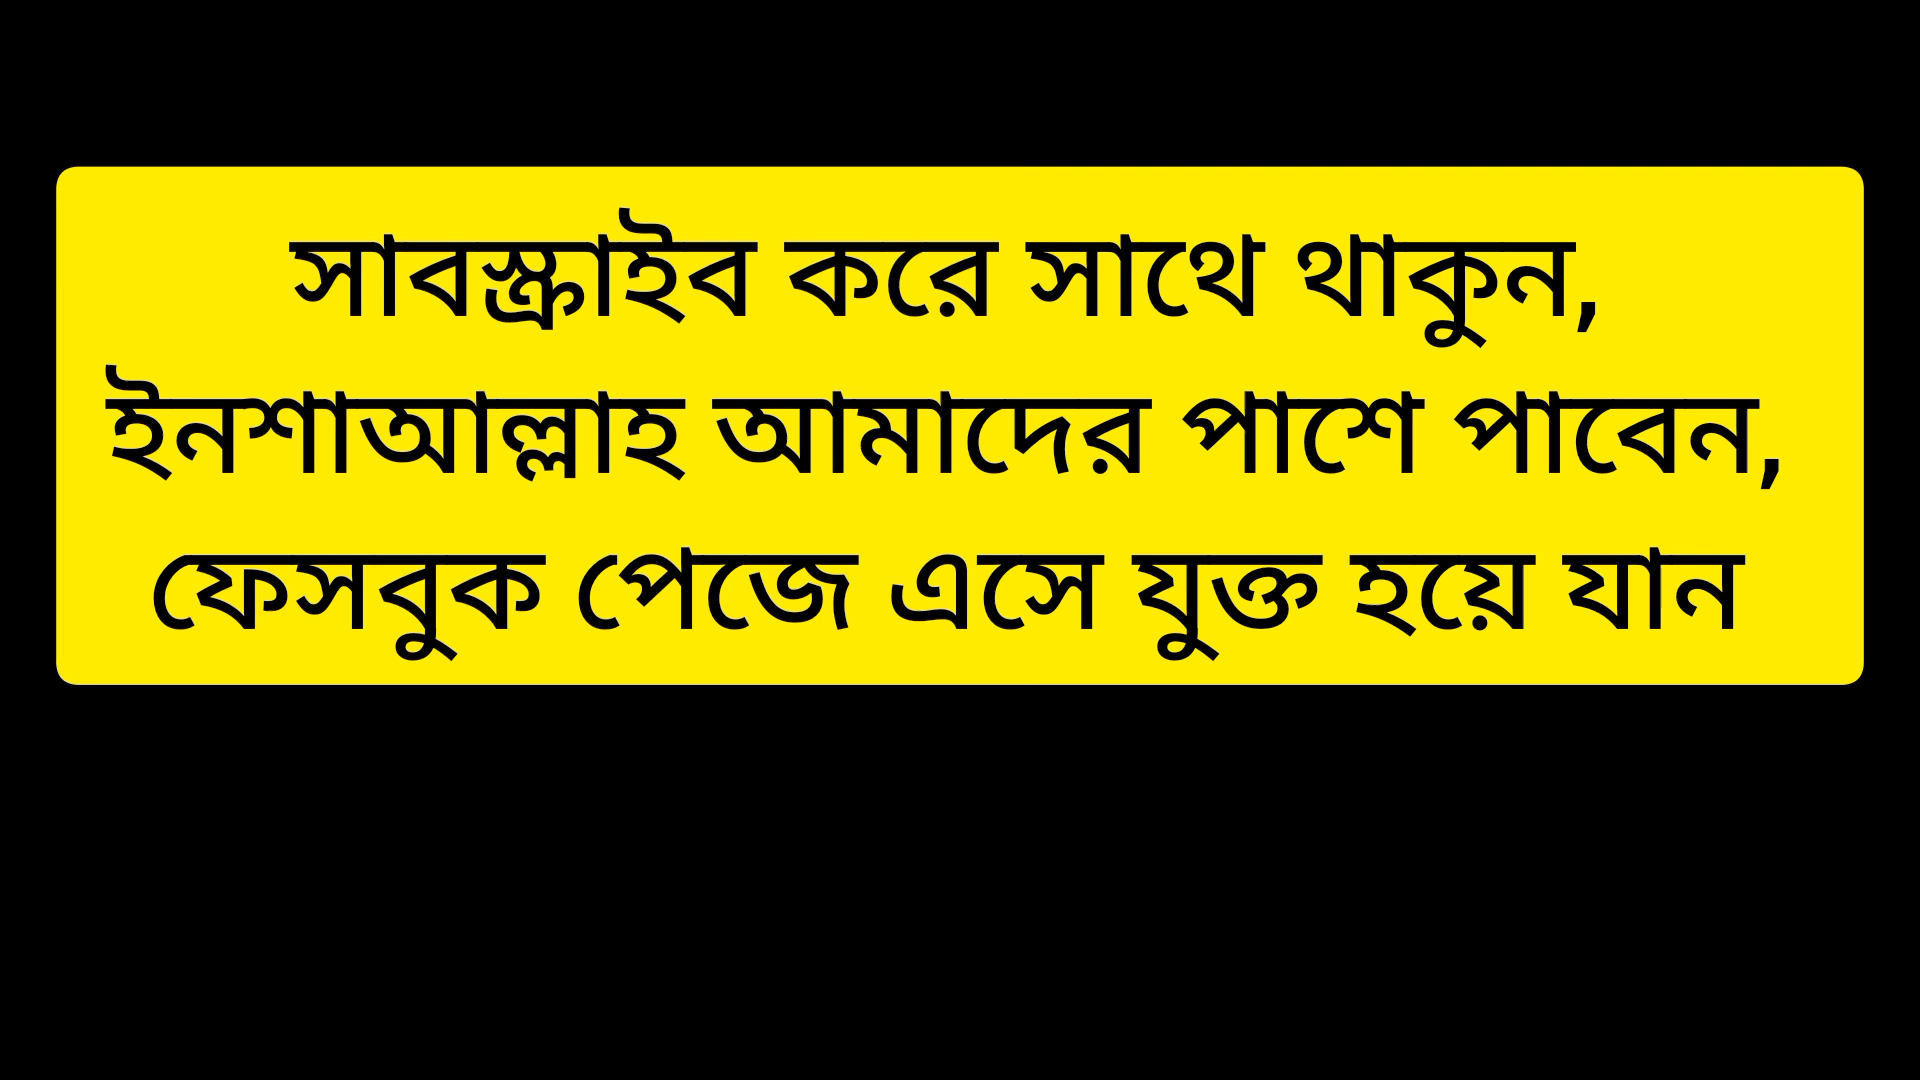 সাবস্ক্রাইব করে সাথে থাকুন,
ইনশাআল্লাহ আমাদের পাশে পাবেন,
ফেসবুক পেজে এসে যুক্ত হয়ে যান